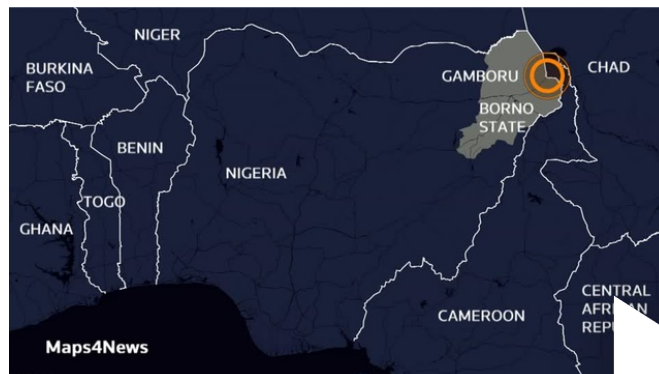 NIGER
BURKINA
FASO
GAMBORU
CHAD
BORNO
STATE
BENIN
NIGERIA
TOGO
GHANA
CENTRAL
CAMEROON
Maps4News